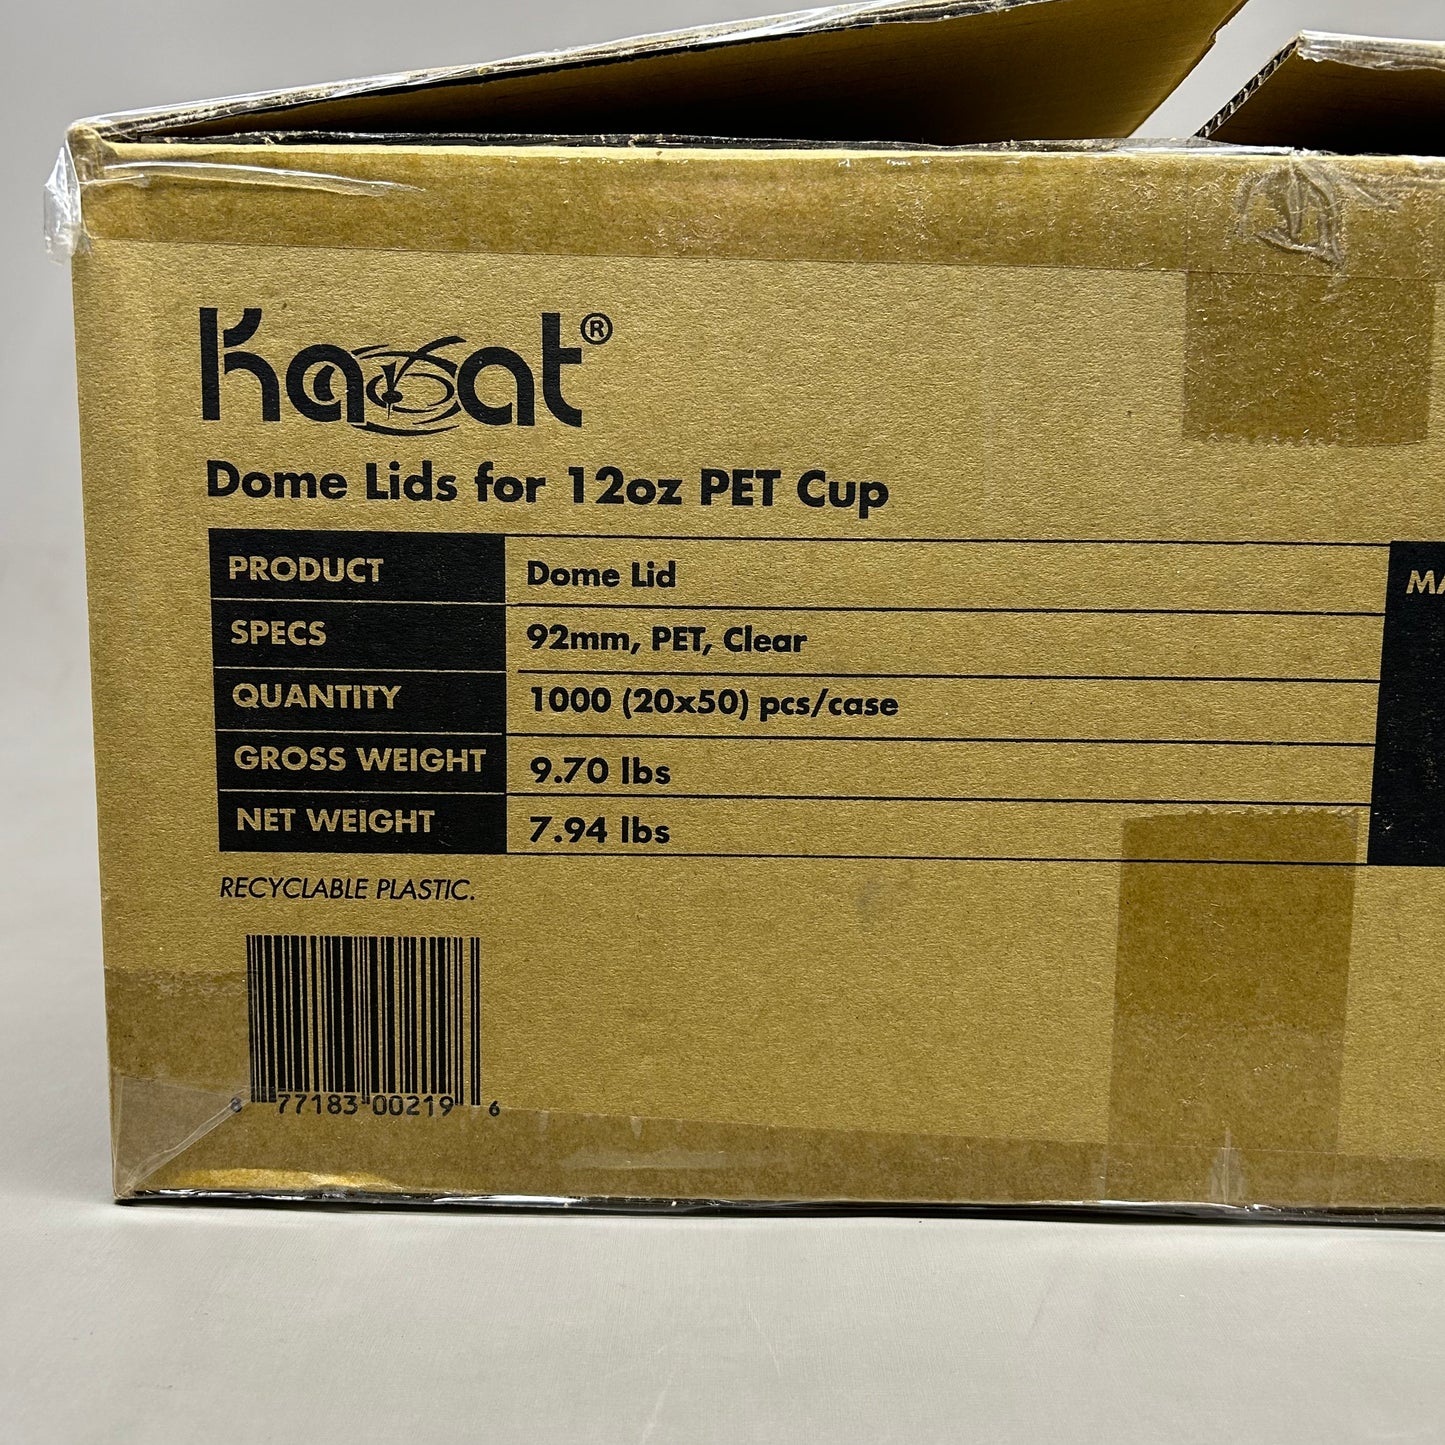 Karat®
Dome Lids for 12oz PET Cup
PRODUCT Dome Lid
SPECS 92mm, PET, Clear
QUANTITY 1000 (20x50) pcs/case
GROSS WEIGHT 9.70 lbs
NET WEIGHT 7.94 lbs
RECYCLABLE PLASTIC.
8 77183 00219 6